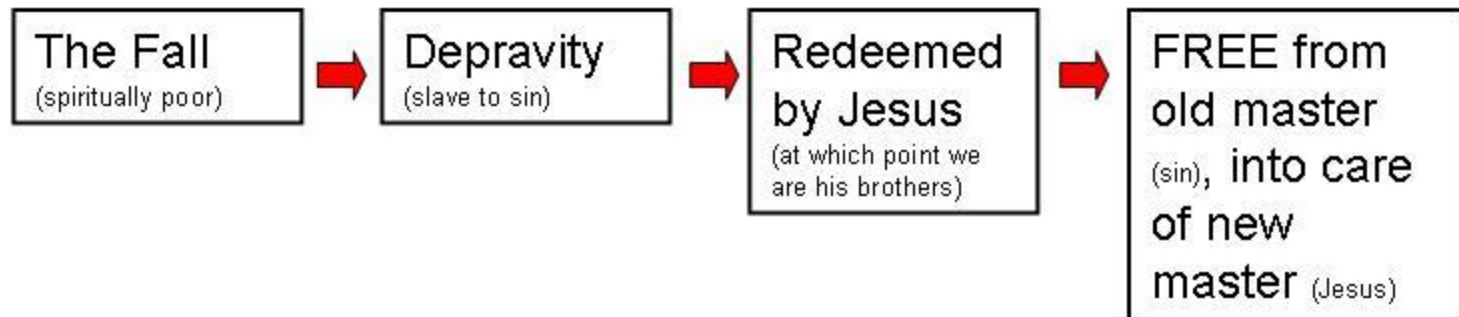 The Fall
(spiritually poor)
Depravity
(slave to sin)
Redeemed
by Jesus
(at which point we
are his brothers)
FREE from
old master
(sin), into care
of new
master (Jesus)